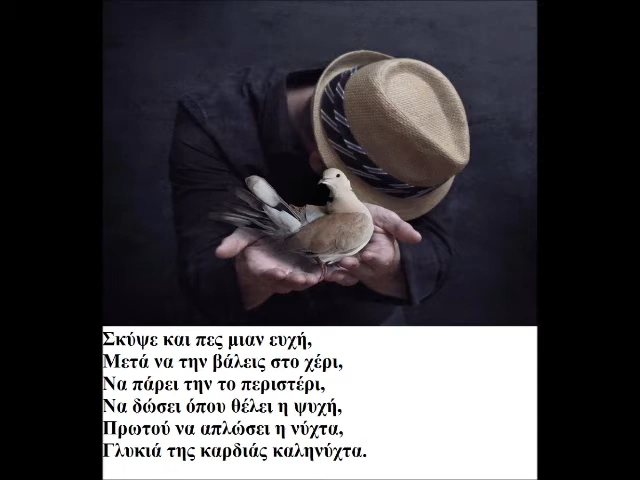 Σκύψε και πες μιαν ευχή,
Μετά να την βάλεις στο χέρι,
Να πάρει την το περιστέρι,
Να δώσει όπου θέλει η ψυχή,
Πρωτού να απλώσει η νύχτα,
Γλυκιά της καρδιάς καληνύχτα.